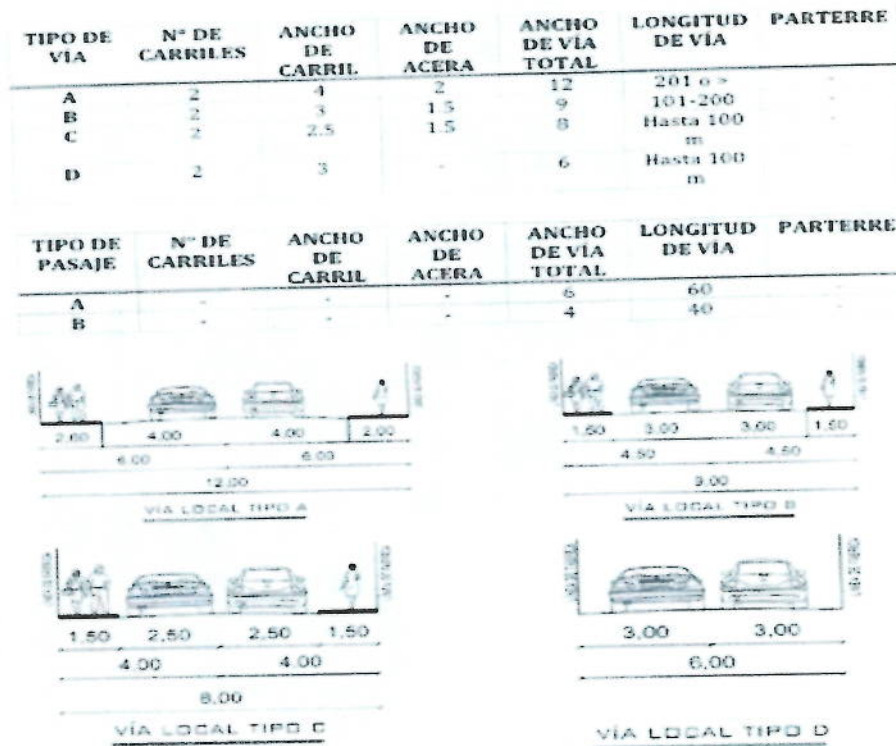 TIPO DE VÍA N° DE CARRILES ANCHO DE CARRIL ANCHO DE ACERA ANCHO DE VÍA TOTAL LONGITUD DE VÍA PARTERRE
A 2 4 2 12 201 o > -
B 2 3 1.5 9 101-200 -
C 2 2.5 1.5 8 Hasta 100 m -
D 2 3 - 6 Hasta 100 m
TIPO DE PASAJE N° DE CARRILES ANCHO DE CARRIL ANCHO DE ACERA ANCHO DE VÍA TOTAL LONGITUD DE VÍA PARTERRE
A - - - 6 60 -
B - - - 4 40 -
2.00 4.00 4.00 2.00
6.00 6.00
12.00
VÍA LOCAL TIPO A
1.50 3.00 3.00 1.50
4.50 4.50
9.00
VÍA LOCAL TIPO B
1.50 2.50 2.50 1.50
4.00 4.00
8,00
VÍA LOCAL TIPO C
3,00 3,00
6,00
VÍA LOCAL TIPO D